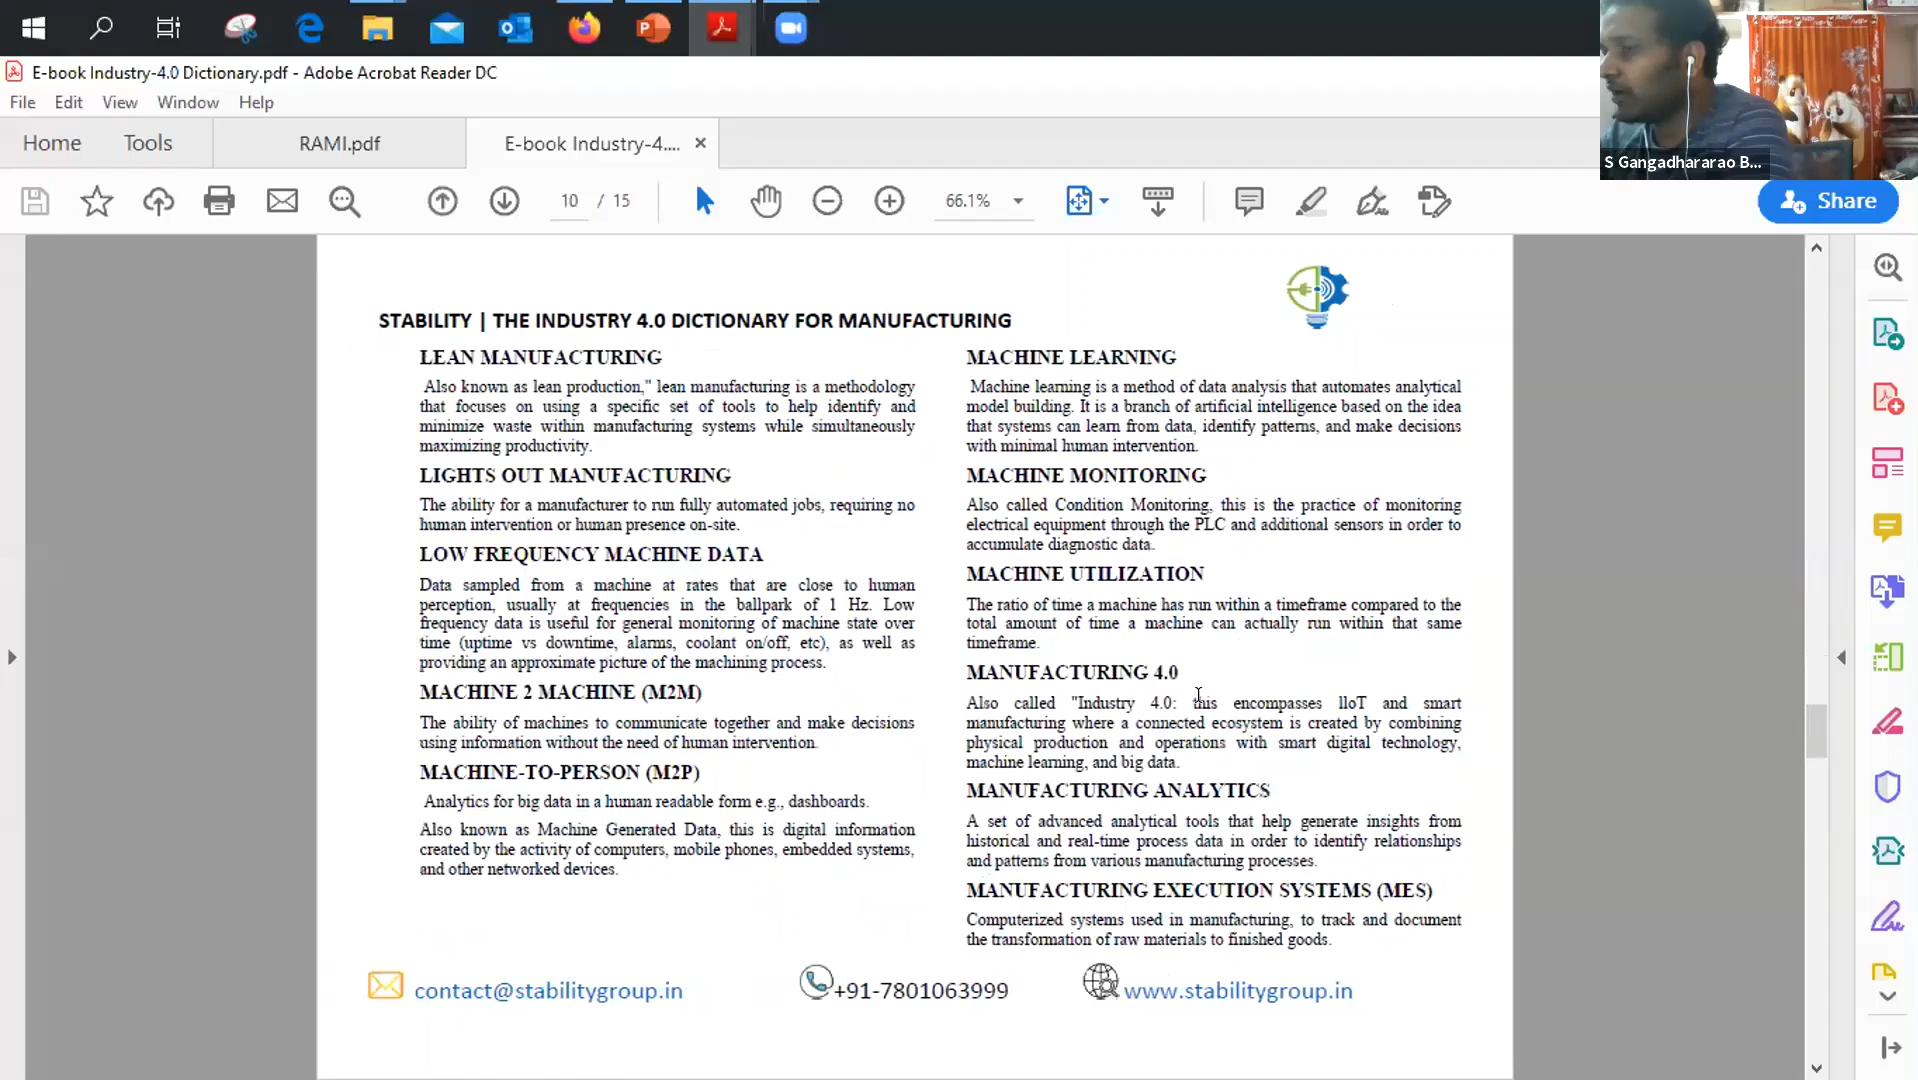 E-book Industry-4.0 Dictionary.pdf - Adobe Acrobat Reader DC
File Edit View Window Help
Home Tools RAMI.pdf E-book Industry-4.... ×
10 / 15 66.1% Share
S Gangadhararao B...
STABILITY | THE INDUSTRY 4.0 DICTIONARY FOR MANUFACTURING
LEAN MANUFACTURING
Also known as lean production," lean manufacturing is a methodology
that focuses on using a specific set of tools to help identify and
minimize waste within manufacturing systems while simultaneously
maximizing productivity.
LIGHTS OUT MANUFACTURING
The ability for a manufacturer to run fully automated jobs, requiring no
human intervention or human presence on-site.
LOW FREQUENCY MACHINE DATA
Data sampled from a machine at rates that are close to human
perception, usually at frequencies in the ballpark of 1 Hz. Low
frequency data is useful for general monitoring of machine state over
time (uptime vs downtime, alarms, coolant on/off, etc), as well as
providing an approximate picture of the machining process.
MACHINE 2 MACHINE (M2M)
The ability of machines to communicate together and make decisions
using information without the need of human intervention.
MACHINE-TO-PERSON (M2P)
Analytics for big data in a human readable form e.g., dashboards.
Also known as Machine Generated Data, this is digital information
created by the activity of computers, mobile phones, embedded systems,
and other networked devices.
MACHINE LEARNING
Machine learning is a method of data analysis that automates analytical
model building. It is a branch of artificial intelligence based on the idea
that systems can learn from data, identify patterns, and make decisions
with minimal human intervention.
MACHINE MONITORING
Also called Condition Monitoring, this is the practice of monitoring
electrical equipment through the PLC and additional sensors in order to
accumulate diagnostic data.
MACHINE UTILIZATION
The ratio of time a machine has run within a timeframe compared to the
total amount of time a machine can actually run within that same
timeframe.
MANUFACTURING 4.0
Also called "Industry 4.0: this encompasses lloT and smart
manufacturing where a connected ecosystem is created by combining
physical production and operations with smart digital technology,
machine learning, and big data.
MANUFACTURING ANALYTICS
A set of advanced analytical tools that help generate insights from
historical and real-time process data in order to identify relationships
and patterns from various manufacturing processes.
MANUFACTURING EXECUTION SYSTEMS (MES)
Computerized systems used in manufacturing, to track and document
the transformation of raw materials to finished goods.
contact@stabilitygroup.in +91-7801063999 www.stabilitygroup.in